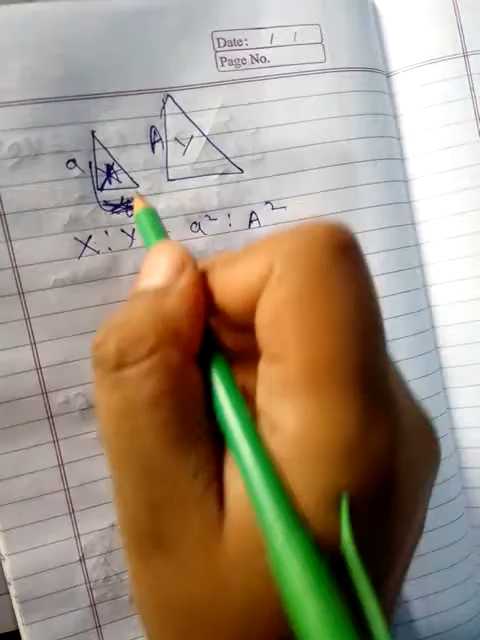 Date: / /
Page No.
A
Y
a
X
X : Y = a² : A²